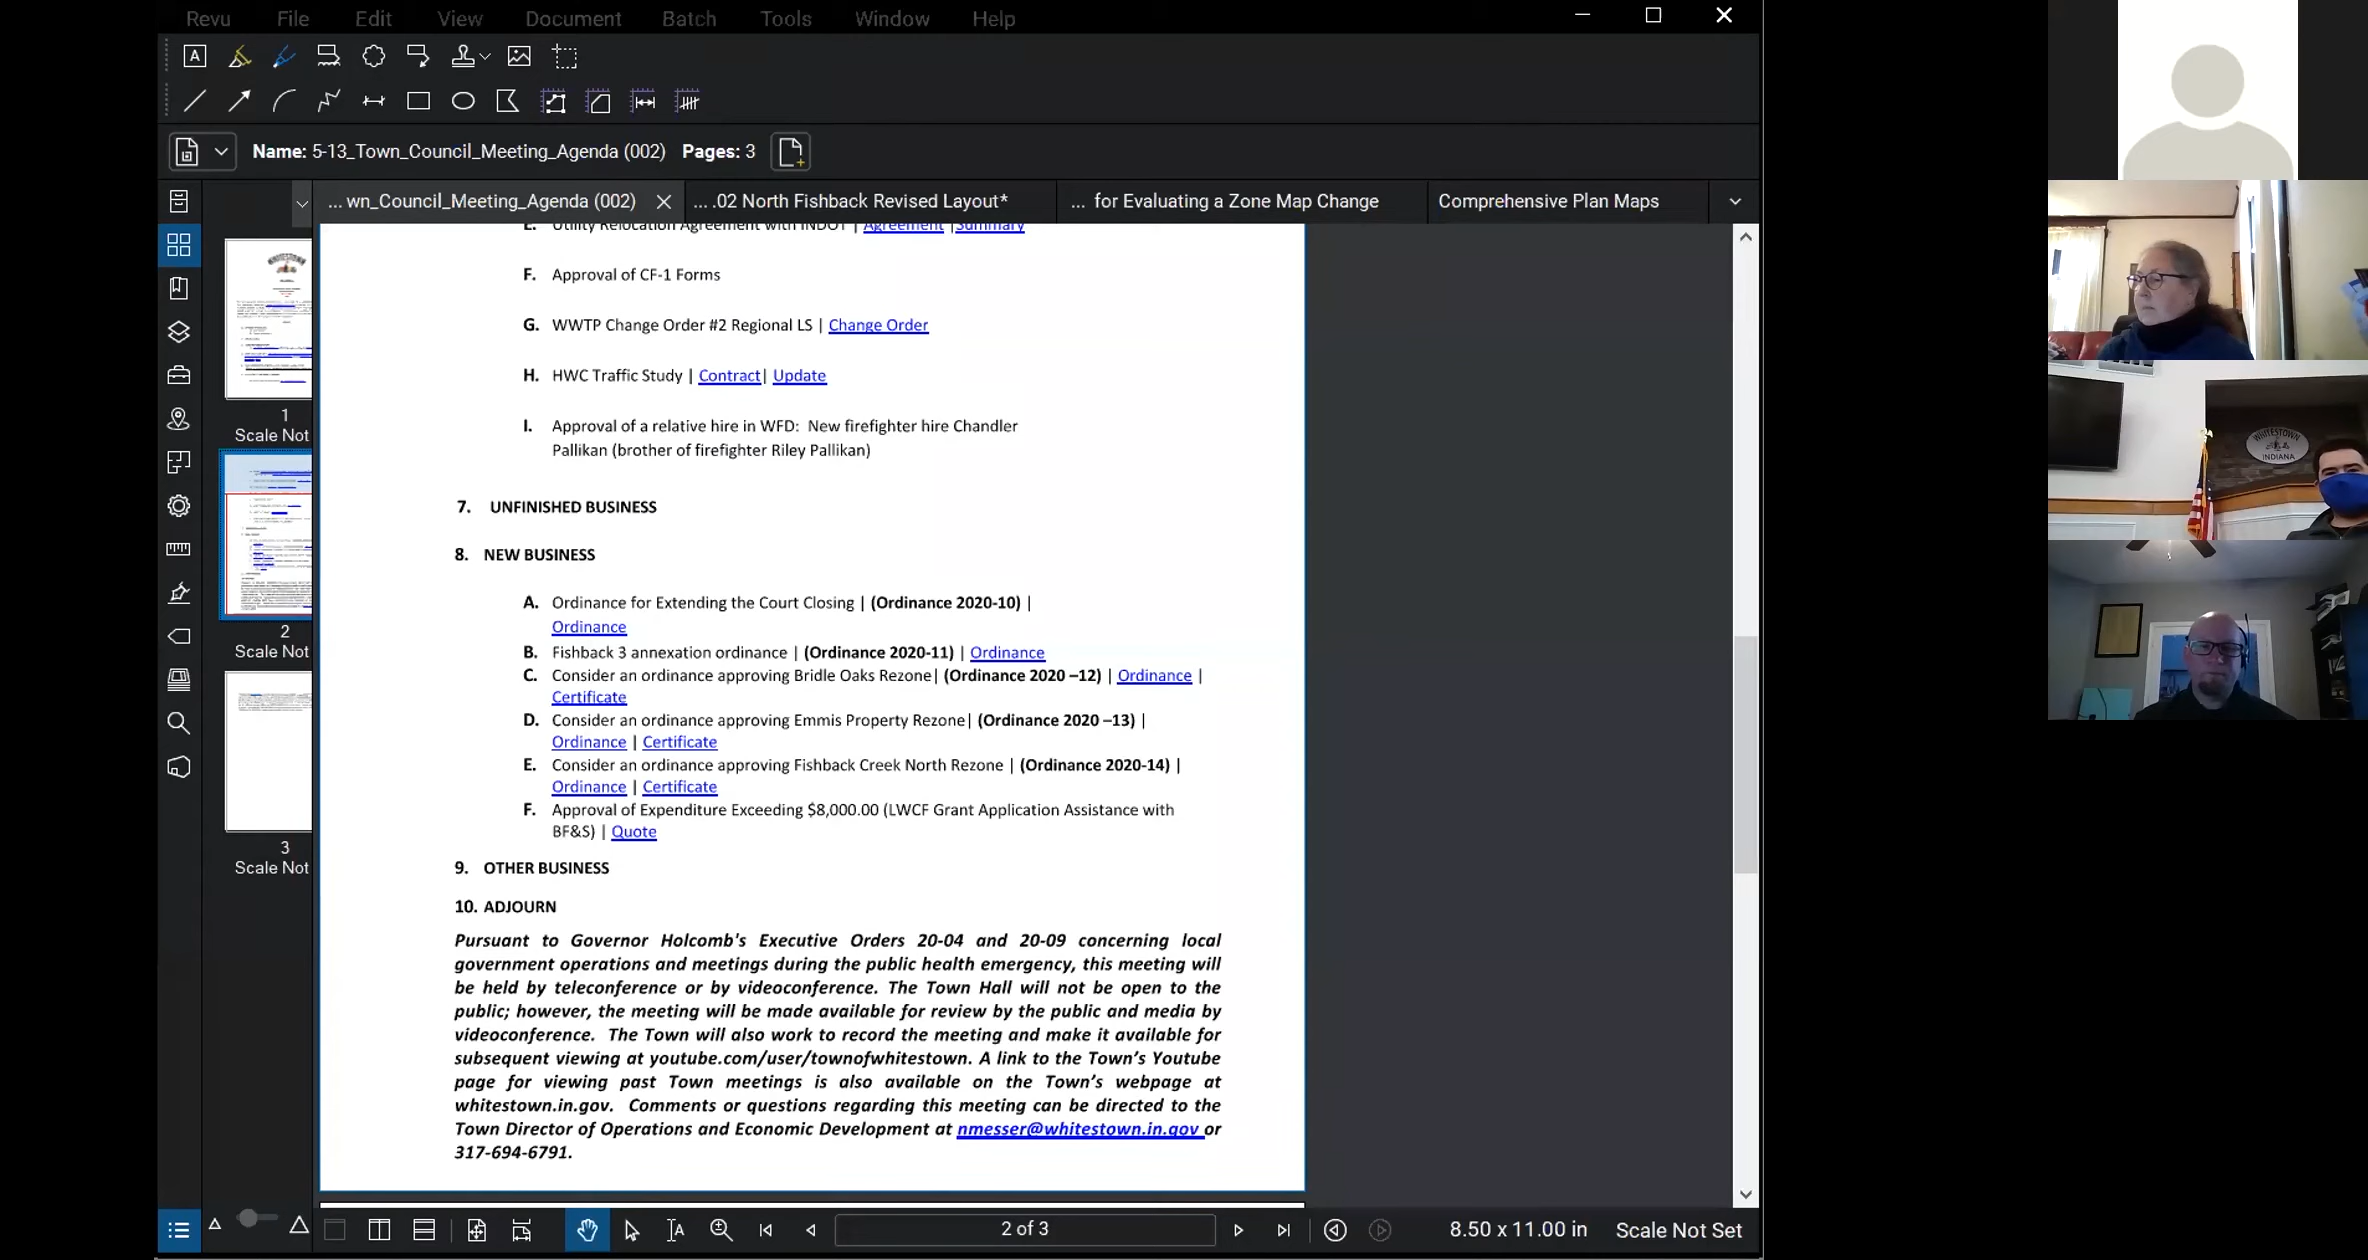 Revu File Edit View Document Batch Tools Window Help
Name: 5-13_Town_Council_Meeting_Agenda (002) Pages: 3
... wn_Council_Meeting_Agenda (002) ... .02 North Fishback Revised Layout* ... for Evaluating a Zone Map Change Comprehensive Plan Maps
1
Scale Not
2
Scale Not
3
Scale Not
E. Utility Relocation Agreement with INDOT | Agreement |Summary
F. Approval of CF-1 Forms
G. WWTP Change Order #2 Regional LS | Change Order
H. HWC Traffic Study | Contract| Update
I. Approval of a relative hire in WFD: New firefighter hire Chandler
Pallikan (brother of firefighter Riley Pallikan)
7. UNFINISHED BUSINESS
8. NEW BUSINESS
A. Ordinance for Extending the Court Closing | (Ordinance 2020-10) |
Ordinance
B. Fishback 3 annexation ordinance | (Ordinance 2020-11) | Ordinance
C. Consider an ordinance approving Bridle Oaks Rezone| (Ordinance 2020 –12) | Ordinance |
Certificate
D. Consider an ordinance approving Emmis Property Rezone| (Ordinance 2020 –13) |
Ordinance | Certificate
E. Consider an ordinance approving Fishback Creek North Rezone | (Ordinance 2020-14) |
Ordinance | Certificate
F. Approval of Expenditure Exceeding $8,000.00 (LWCF Grant Application Assistance with
BF&S) | Quote
9. OTHER BUSINESS
10. ADJOURN
Pursuant to Governor Holcomb's Executive Orders 20-04 and 20-09 concerning local
government operations and meetings during the public health emergency, this meeting will
be held by teleconference or by videoconference. The Town Hall will not be open to the
public; however, the meeting will be made available for review by the public and media by
videoconference. The Town will also work to record the meeting and make it available for
subsequent viewing at youtube.com/user/townofwhitestown. A link to the Town’s Youtube
page for viewing past Town meetings is also available on the Town’s webpage at
whitestown.in.gov. Comments or questions regarding this meeting can be directed to the
Town Director of Operations and Economic Development at nmesser@whitestown.in.gov or
317-694-6791.
2 of 3 8.50 x 11.00 in Scale Not Set
WHITESTOWN
INDIANA